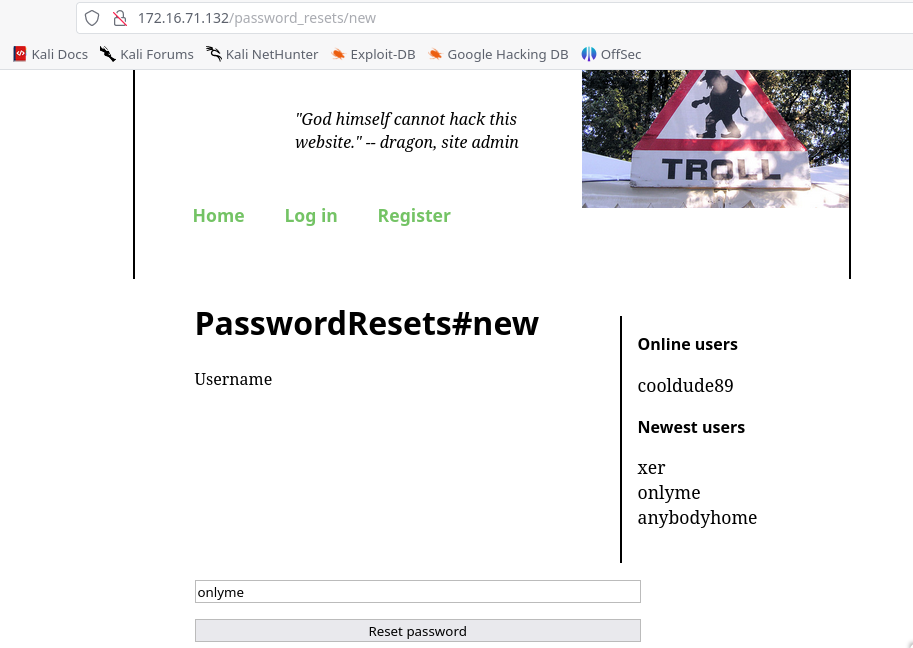 172.16.71.132/password_resets/new
Kali Docs Kali Forums Kali NetHunter Exploit-DB Google Hacking DB OffSec
"God himself cannot hack this
website." -- dragon, site admin
TROLL
Home Log in Register
PasswordResets#new
Username
Online users
cooldude89
Newest users
xer
onlyme
anybodyhome
onlyme
Reset password